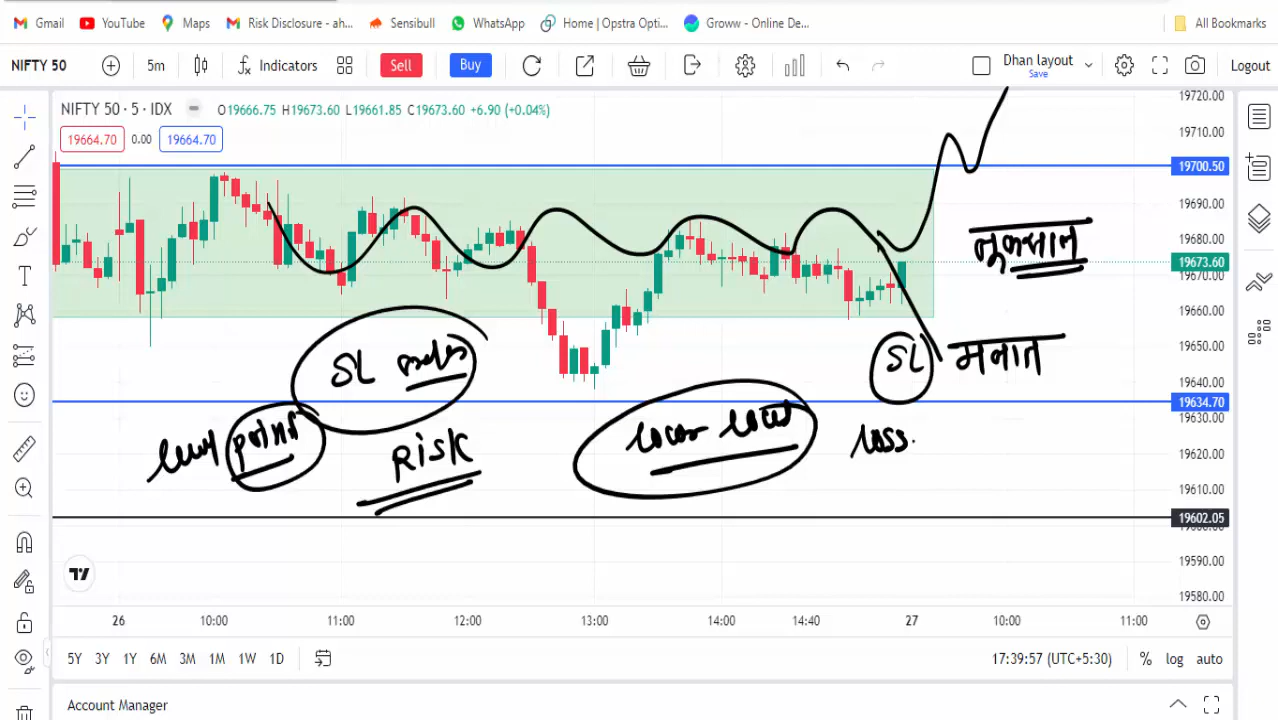 Gmail YouTube Maps Risk Disclosure - ah... Sensibull WhatsApp Home | Opstra Opti... Groww - Online De... All Bookmarks
NIFTY 50 5m Indicators Sell Buy Dhan layout Save Logout
NIFTY 50 · 5 · IDX O19666.75 H19673.60 L19661.85 C19673.60 +6.90 (+0.04%)
19664.70 0.00 19664.70
19720.00
19710.00
19700.50
19690.00
19680.00
नुकसान
19673.60
19670.00
19660.00
19650.00
SL
SL
19640.00
19634.70
19630.00
point
loss.
Risk
19620.00
19610.00
19602.05
19590.00
19580.00
26 10:00 11:00 12:00 13:00 14:00 14:40 27 10:00 11:00
5Y 3Y 1Y 6M 3M 1M 1W 1D 17:39:57 (UTC+5:30) % log auto
Account Manager